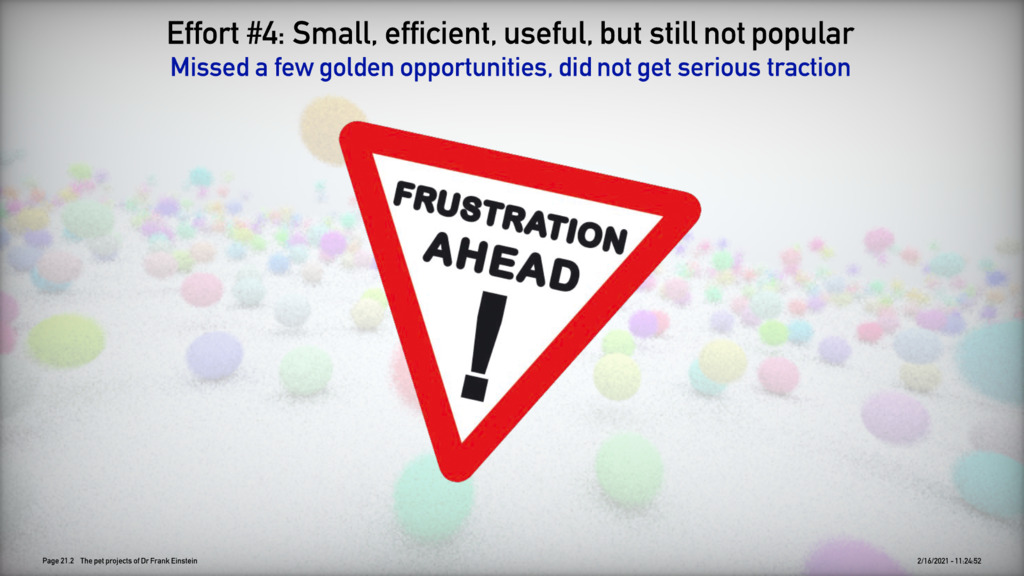 Effort #4: Small, efficient, useful, but still not popular
Missed a few golden opportunities, did not get serious traction
FRUSTRATION
AHEAD
!
Page 21.2 The pet projects of Dr Frank Einstein
2/16/2021 - 11:24:52